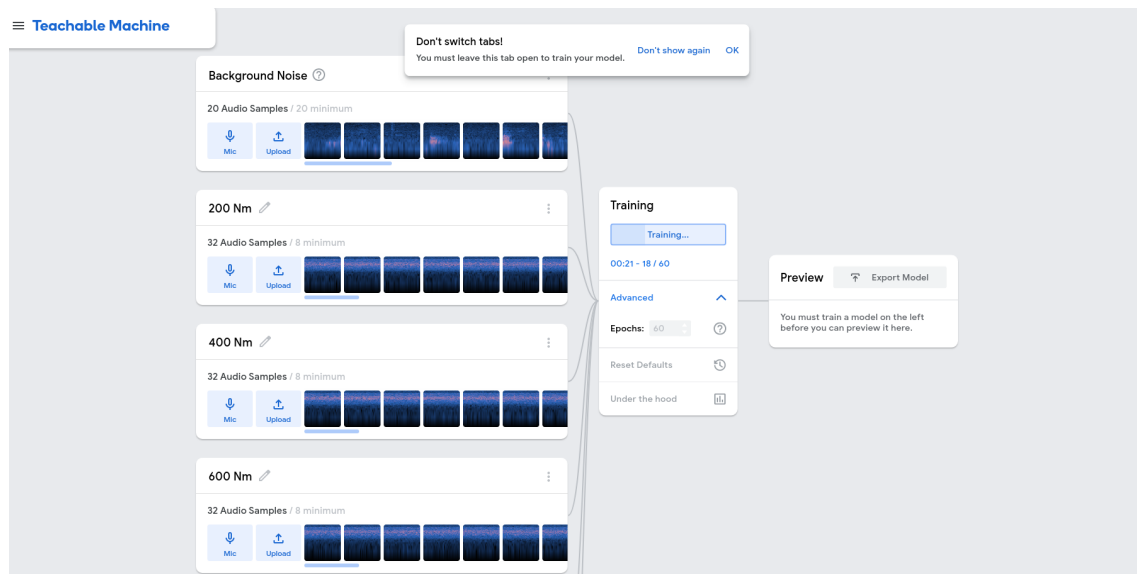 Teachable Machine
Don't switch tabs!
You must leave this tab open to train your model.
Don't show again
OK
Background Noise
20 Audio Samples / 20 minimum
Mic
Upload
200 Nm
32 Audio Samples / 8 minimum
Mic
Upload
400 Nm
32 Audio Samples / 8 minimum
Mic
Upload
600 Nm
32 Audio Samples / 8 minimum
Mic
Upload
Training
Training...
00:21 - 18 / 60
Advanced
Epochs: 60
Reset Defaults
Under the hood
Preview
Export Model
You must train a model on the left
before you can preview it here.